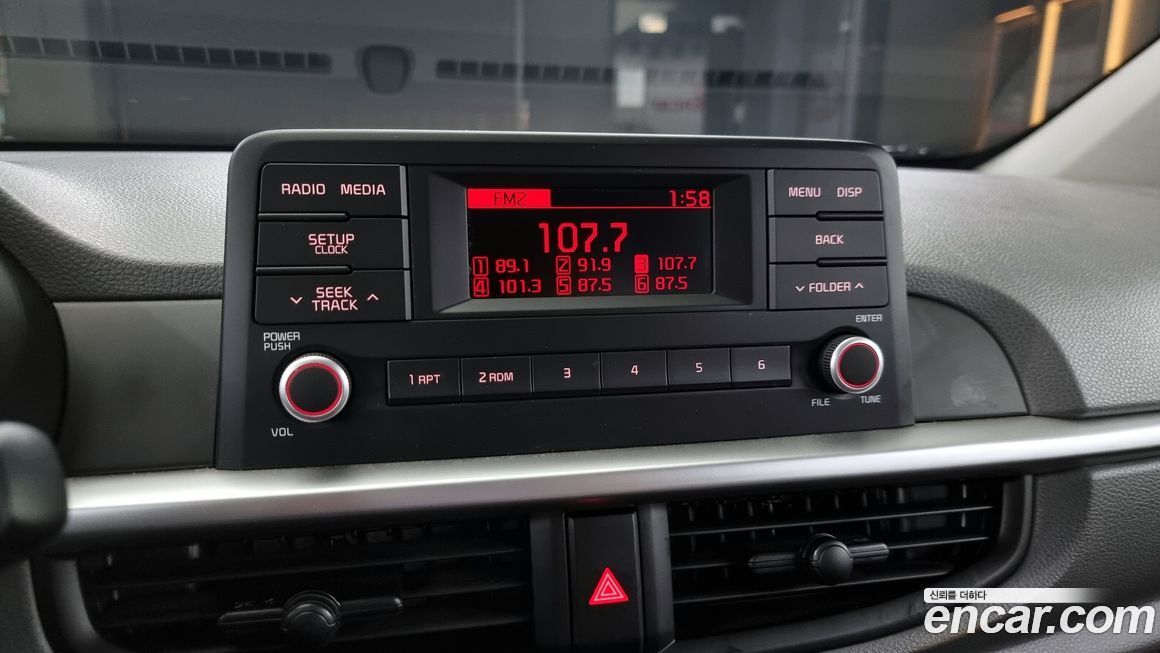 RADIO MEDIA
SETUP
CLOCK
SEEK
TRACK
FM2 1:58
107.7
1 89.1 2 91.9 3 107.7
4 101.3 5 87.5 6 87.5
MENU DISP
BACK
FOLDER
POWER
PUSH
VOL
1 RPT 2 RDM 3 4 5 6
ENTER
FILE TUNE
신뢰를 더하다
encar.com